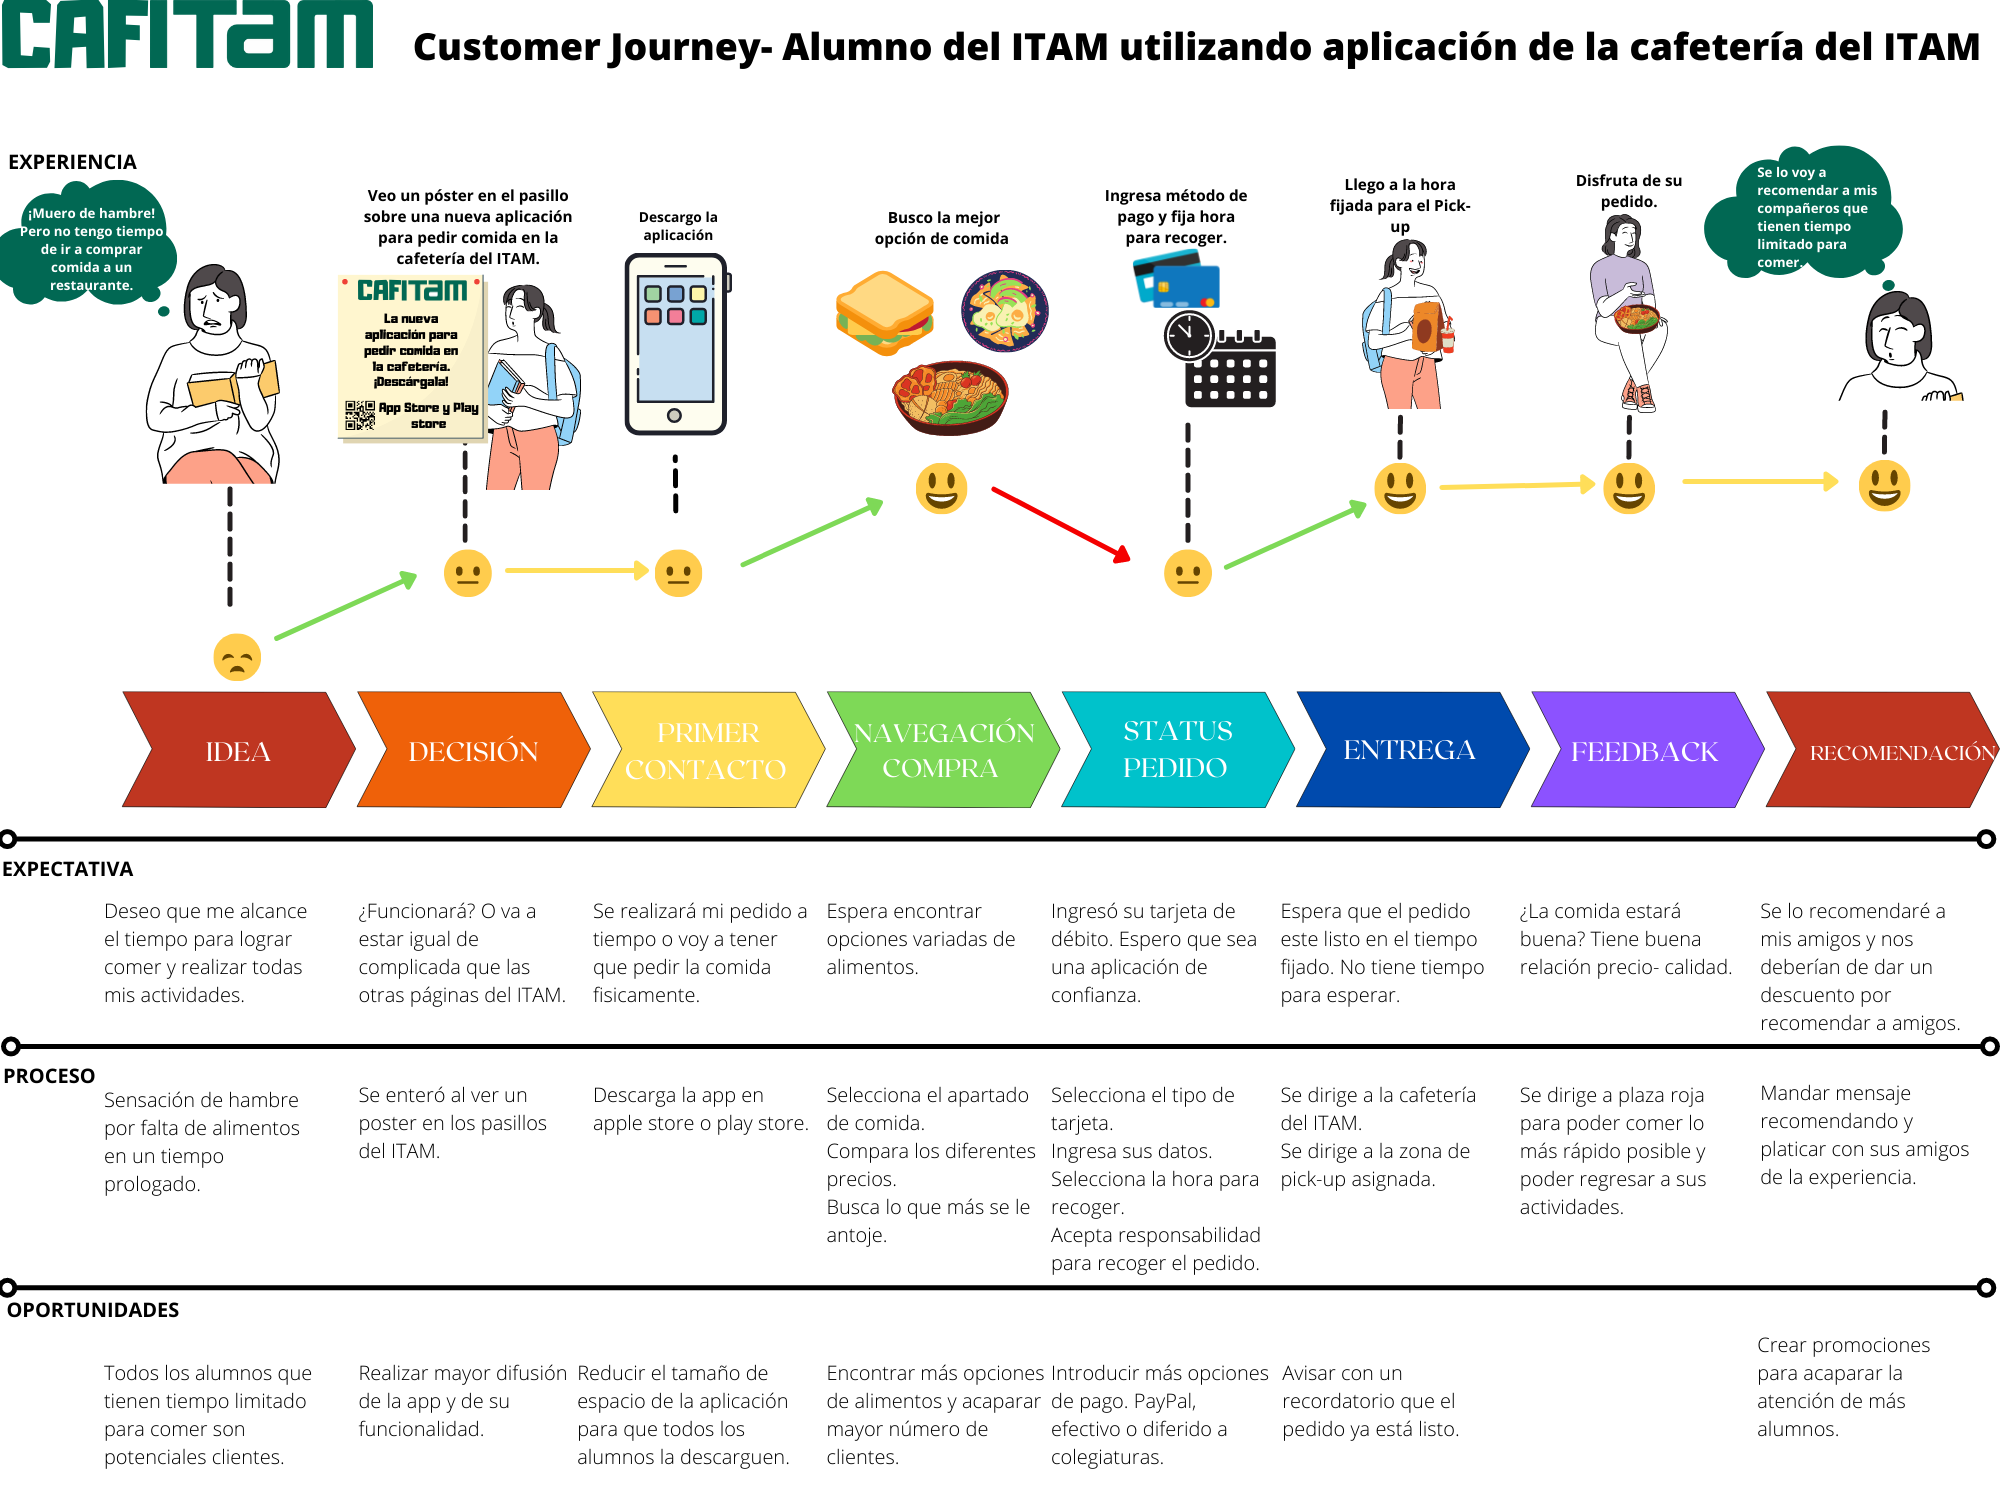 CAFITAM
Customer Journey- Alumno del ITAM utilizando aplicación de la cafetería del ITAM
EXPERIENCIA
¡Muero de hambre!
Pero no tengo tiempo
de ir a comprar
comida a un
restaurante.
Veo un póster en el pasillo
sobre una nueva aplicación
para pedir comida en la
cafetería del ITAM.
CAFITAM
La nueva
aplicación para
pedir comida en
la cafetería.
¡Descárgala!
App Store y Play
store
Descargo la
aplicación
Busco la mejor
opción de comida
Ingresa método de
pago y fija hora
para recoger.
Llego a la hora
fijada para el Pick-
up
Disfruta de su
pedido.
Se lo voy a
recomendar a mis
compañeros que
tienen tiempo
limitado para
comer.
IDEA
DECISIÓN
PRIMER
CONTACTO
NAVEGACIÓN
COMPRA
STATUS
PEDIDO
ENTREGA
FEEDBACK
RECOMENDACIÓN
EXPECTATIVA
Deseo que me alcance
el tiempo para lograr
comer y realizar todas
mis actividades.
¿Funcionará? O va a
estar igual de
complicada que las
otras páginas del ITAM.
Se realizará mi pedido a
tiempo o voy a tener
que pedir la comida
fisicamente.
Espera encontrar
opciones variadas de
alimentos.
Ingresó su tarjeta de
débito. Espero que sea
una aplicación de
confianza.
Espera que el pedido
este listo en el tiempo
fijado. No tiene tiempo
para esperar.
¿La comida estará
buena? Tiene buena
relación precio- calidad.
Se lo recomendaré a
mis amigos y nos
deberían de dar un
descuento por
recomendar a amigos.
PROCESO
Sensación de hambre
por falta de alimentos
en un tiempo
prologado.
Se enteró al ver un
poster en los pasillos
del ITAM.
Descarga la app en
apple store o play store.
Selecciona el apartado
de comida.
Compara los diferentes
precios.
Busca lo que más se le
antoje.
Selecciona el tipo de
tarjeta.
Ingresa sus datos.
Selecciona la hora para
recoger.
Acepta responsabilidad
para recoger el pedido.
Se dirige a la cafetería
del ITAM.
Se dirige a la zona de
pick-up asignada.
Se dirige a plaza roja
para poder comer lo
más rápido posible y
poder regresar a sus
actividades.
Mandar mensaje
recomendando y
platicar con sus amigos
de la experiencia.
OPORTUNIDADES
Todos los alumnos que
tienen tiempo limitado
para comer son
potenciales clientes.
Realizar mayor difusión
de la app y de su
funcionalidad.
Reducir el tamaño de
espacio de la aplicación
para que todos los
alumnos la descarguen.
Encontrar más opciones
de alimentos y acaparar
mayor número de
clientes.
Introducir más opciones
de pago. PayPal,
efectivo o diferido a
colegiaturas.
Avisar con un
recordatorio que el
pedido ya está listo.
Crear promociones
para acaparar la
atención de más
alumnos.